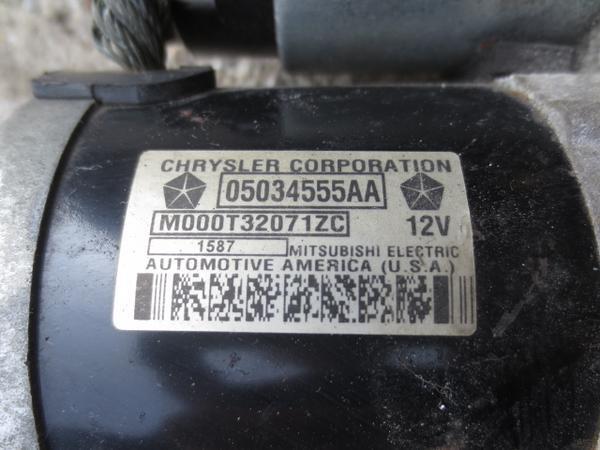 CHRYSLER CORPORATION
05034555AA
M000T32071ZC 12V
1587 MITSUBISHI ELECTRIC
AUTOMOTIVE AMERICA (U.S.A.)